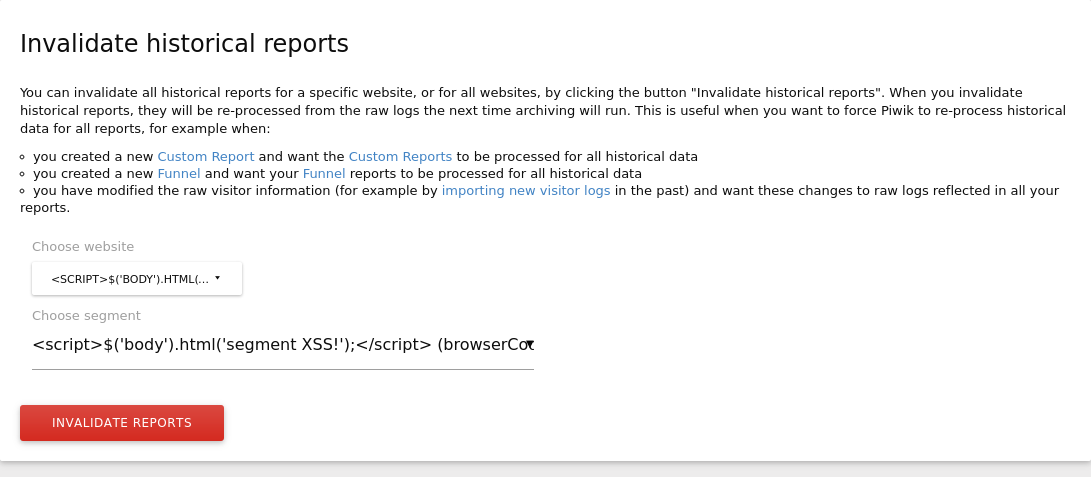 Invalidate historical reports
You can invalidate all historical reports for a specific website, or for all websites, by clicking the button "Invalidate historical reports". When you invalidate
historical reports, they will be re-processed from the raw logs the next time archiving will run. This is useful when you want to force Piwik to re-process historical
data for all reports, for example when:
you created a new Custom Report and want the Custom Reports to be processed for all historical data
you created a new Funnel and want your Funnel reports to be processed for all historical data
you have modified the raw visitor information (for example by importing new visitor logs in the past) and want these changes to raw logs reflected in all your
reports.
Choose website
<SCRIPT>$('BODY').HTML(...
Choose segment
<script>$('body').html('segment XSS!');</script>
INVALIDATE REPORTS